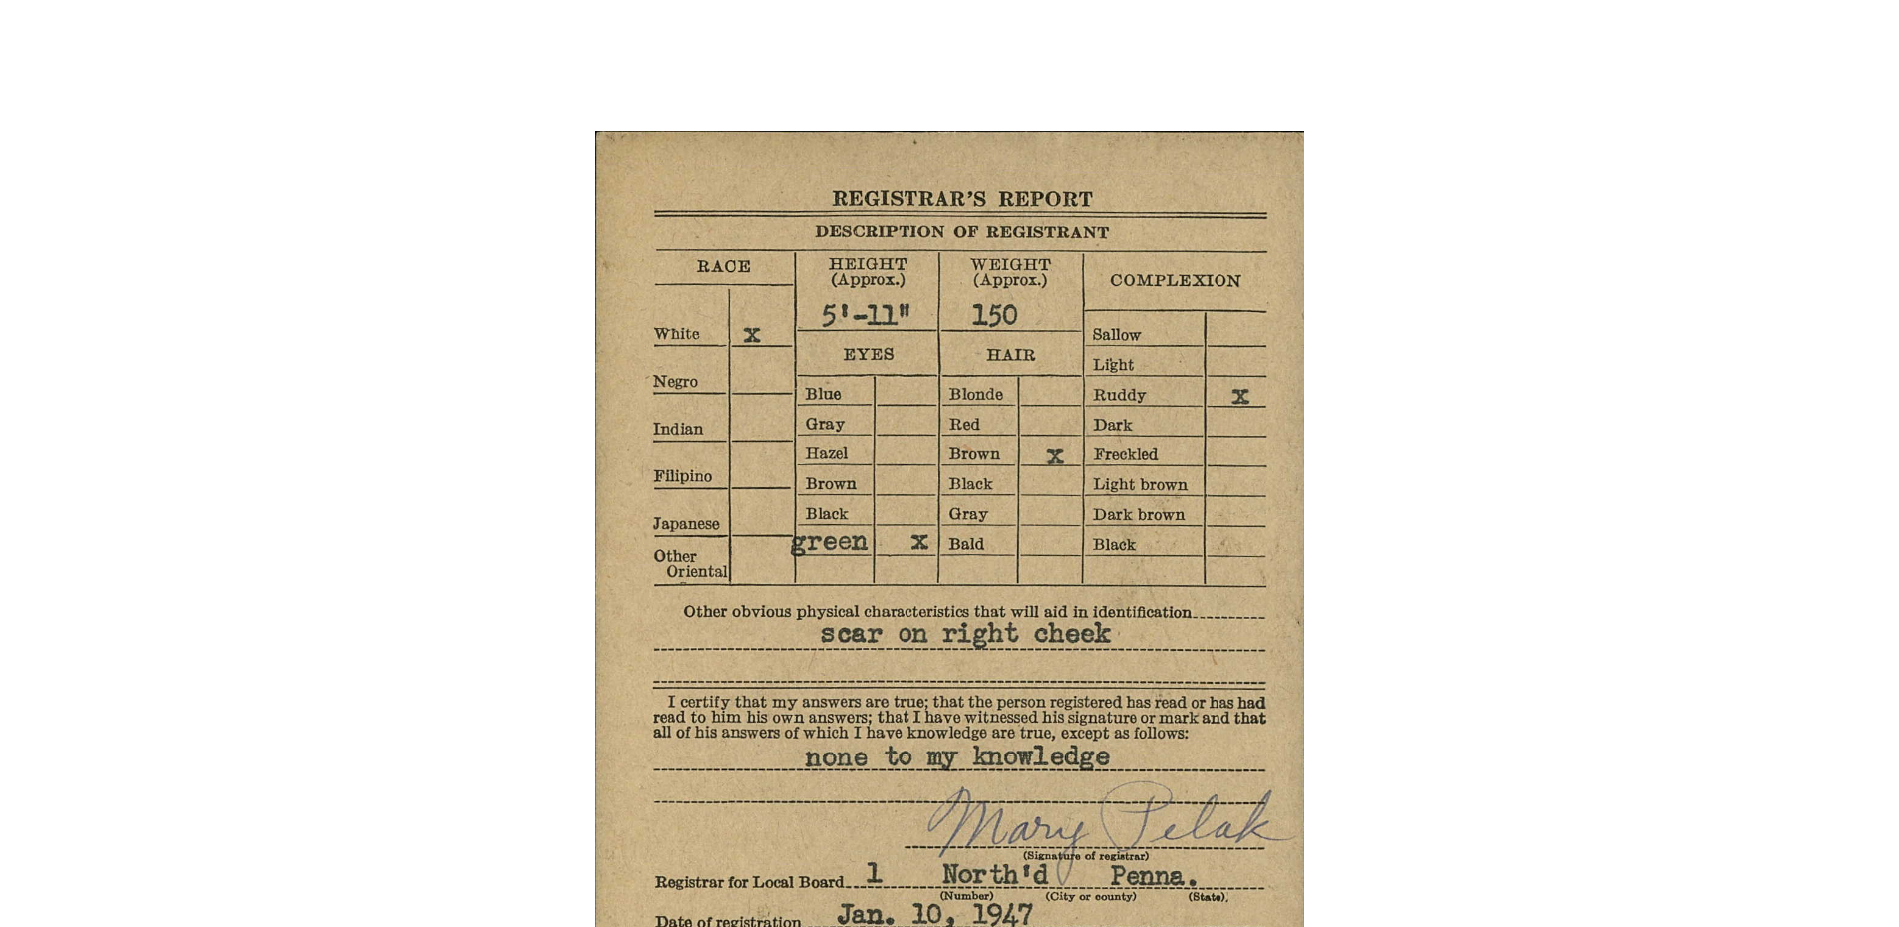 REGISTRAR'S REPORT
DESCRIPTION OF REGISTRANT
RACE
HEIGHT
(Approx.)
WEIGHT
(Approx.)
COMPLEXION
5'-11" 150
White X
Sallow
EYES HAIR
Light
Negro
Blue Blonde Ruddy X
Gray Red Dark
Indian
Hazel Brown X Freckled
Filipino
Brown Black Light brown
Black Gray Dark brown
Japanese
green X Bald Black
Other
Oriental
Other obvious physical characteristics that will aid in identification
scar on right cheek
I certify that my answers are true; that the person registered has read or has had
read to him his own answers; that I have witnessed his signature or mark and that
all of his answers of which I have knowledge are true, except as follows:
none to my knowledge
Mary Pelak
(Signature of registrar)
Registrar for Local Board 1 North'd Penna.
(Number) (City or county) (State)
Date of registration Jan. 10, 1947